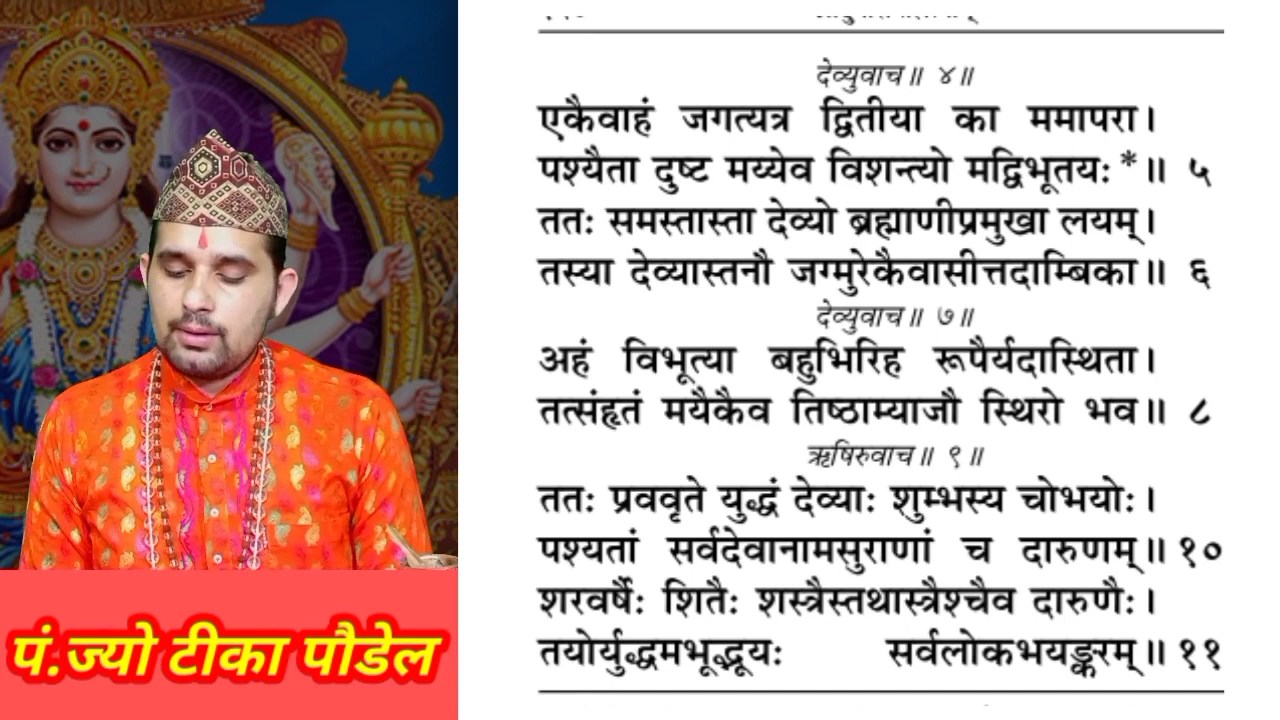 देव्युवाच॥ ४॥
एकैवाहं जगत्यत्र द्वितीया का ममापरा।
पश्यैता दुष्ट मय्येव विशन्त्यो मद्विभूतयः*॥ ५
ततः समस्तास्ता देव्यो ब्रह्माणीप्रमुखा लयम्।
तस्या देव्यास्तनौ जग्मुरेकैवासीत्तदाम्बिका॥ ६
देव्युवाच॥ ७॥
अहं विभूत्या बहुभिरिह रूपैर्यदास्थिता।
तत्संहृतं मयैकैव तिष्ठाम्याजौ स्थिरो भव॥ ८
ऋषिरुवाच॥ ९॥
ततः प्रववृते युद्धं देव्याः शुम्भस्य चोभयोः।
पश्यतां सर्वदेवानामसुराणां च दारुणम्॥ १०
शरवर्षैः शितैः शस्त्रैस्तथास्त्रैश्चैव दारुणैः।
तयोर्युद्धमभूद्भूयः सर्वलोकभयङ्करम्॥ ११
पं.ज्यो टीका पौडेल